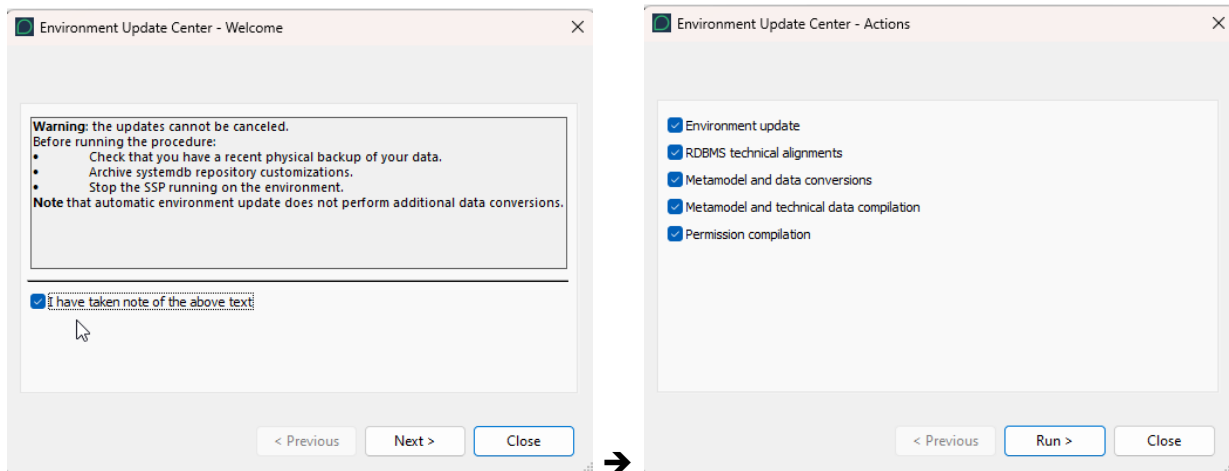 Environment Update Center - Welcome
Warning: the updates cannot be canceled.
Before running the procedure:
• Check that you have a recent physical backup of your data.
• Archive systemdb repository customizations.
• Stop the SSP running on the environment.
Note that automatic environment update does not perform additional data conversions.
I have taken note of the above text
< Previous
Next >
Close
➔
Environment Update Center - Actions
Environment update
RDBMS technical alignments
Metamodel and data conversions
Metamodel and technical data compilation
Permission compilation
< Previous
Run >
Close